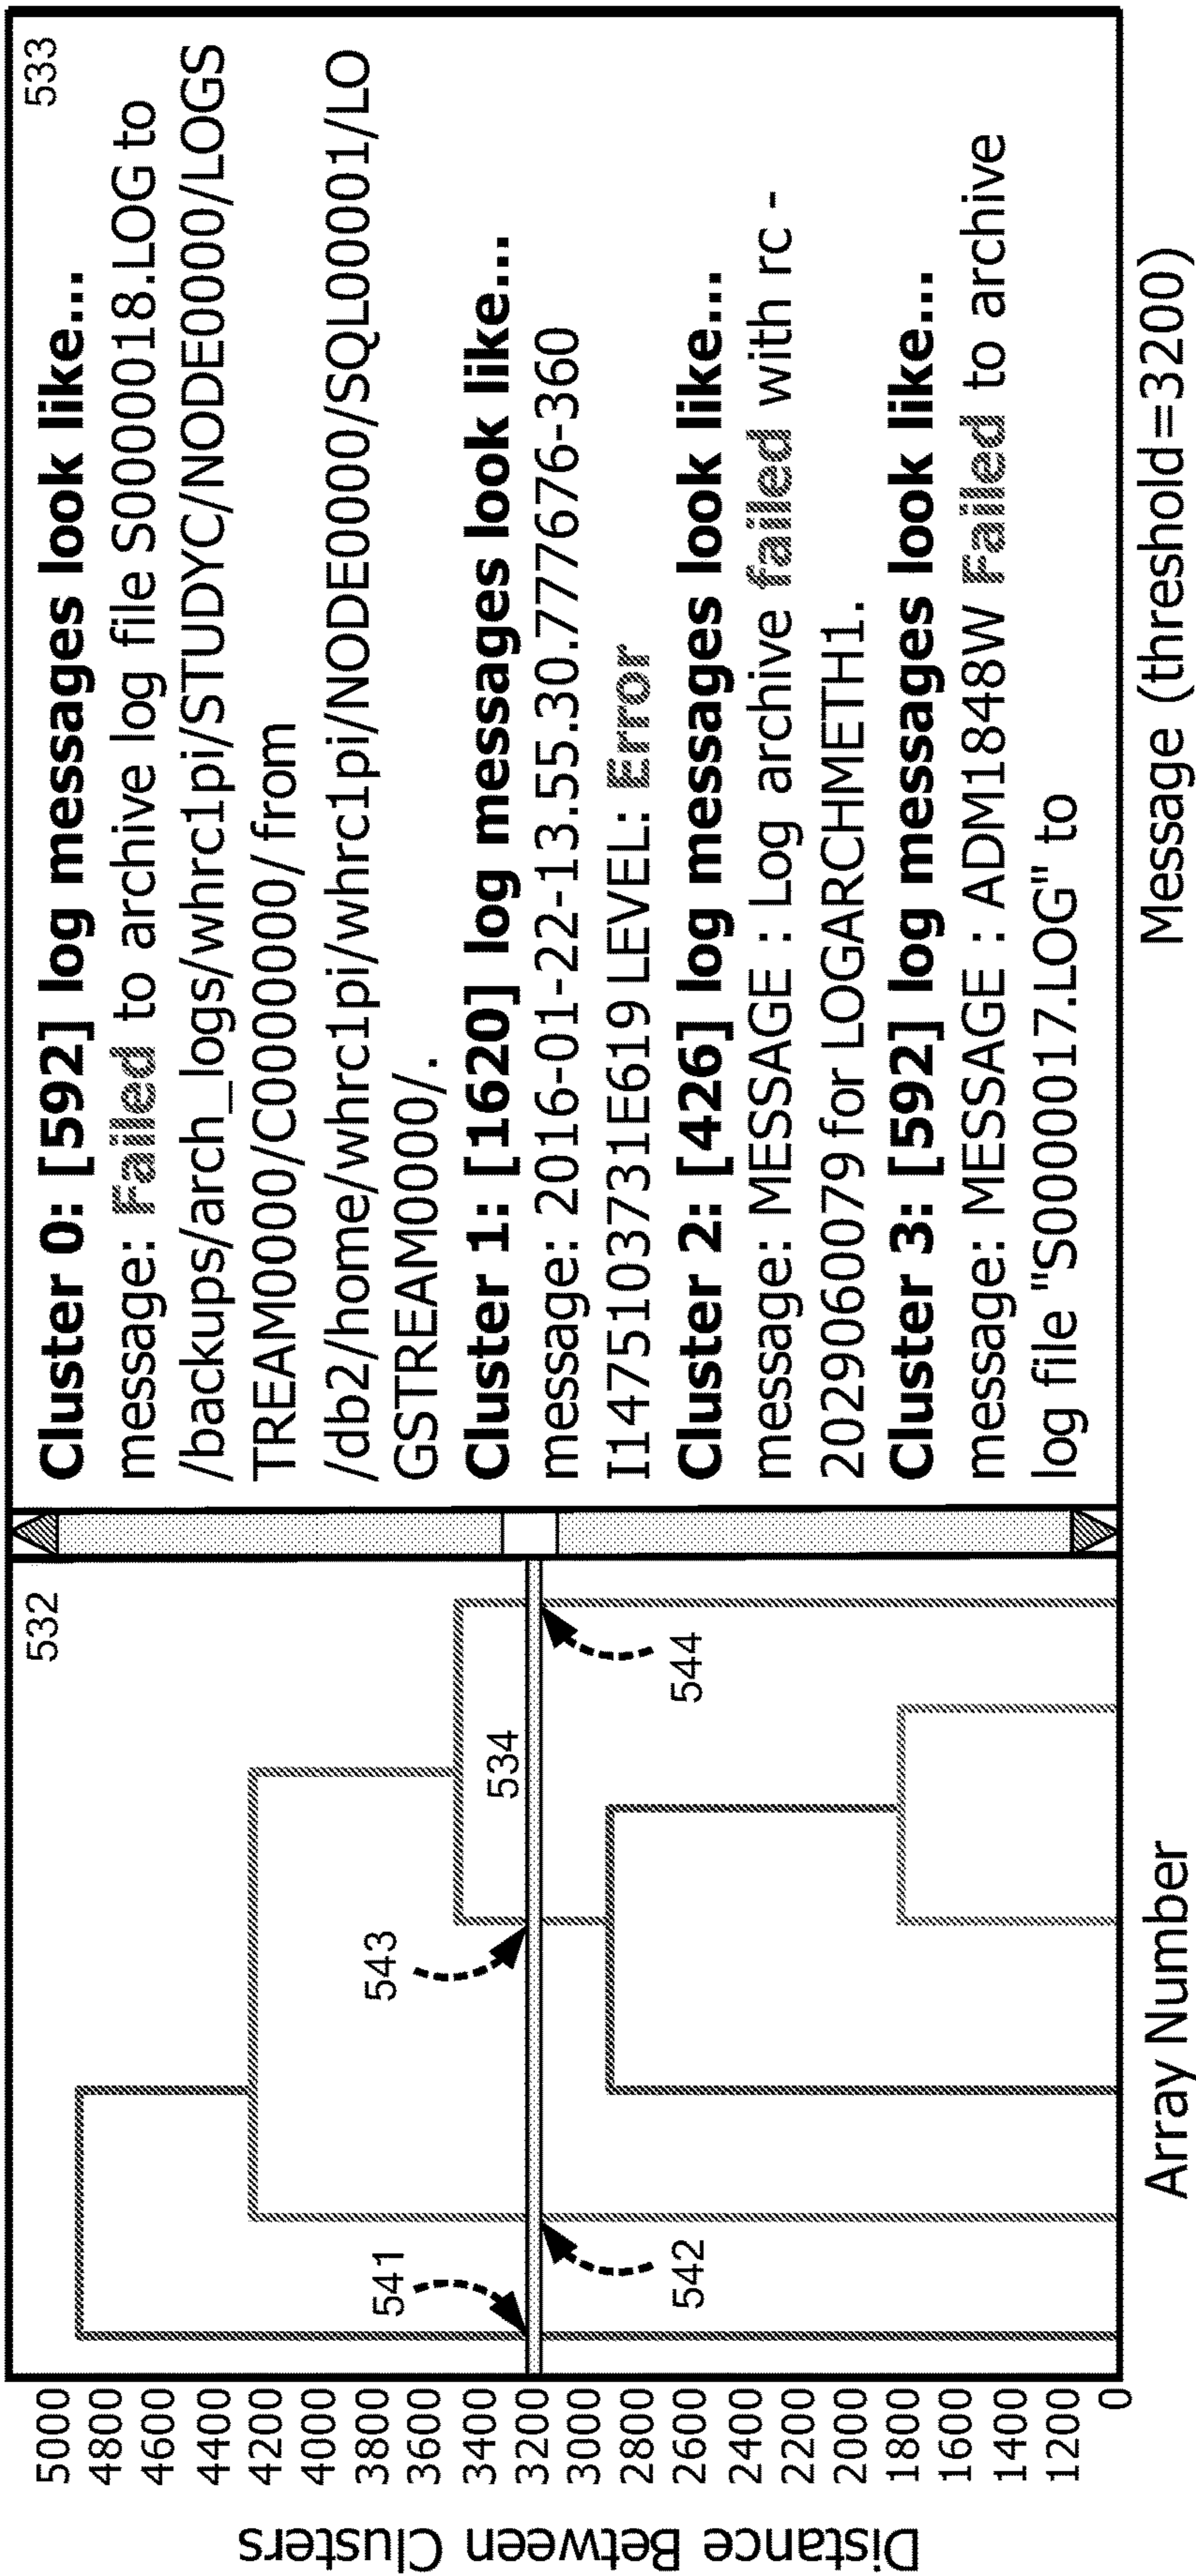 Distance Between Clusters
5000
4800
4600
4400
4200
4000
3800
3600
3400
3200
3000
2800
2600
2400
2200
2000
1800
1600
1400
1200
0
532
541
542
543
534
544
Array Number
533
Cluster 0: [592] log messages look like...
message: Failed to archive log file S0000018.LOG to
/backups/arch_logs/whrc1pi/STUDYC/NODE0000/LOGS
TREAM0000/C0000000/ from
/db2/home/whrc1pi/whrc1pi/NODE0000/SQL00001/LO
GSTREAM0000/.
Cluster 1: [1620] log messages look like...
message: 2016-01-22-13.55.30.777676-360
I1475103731E619 LEVEL: Error
Cluster 2: [426] log messages look like...
message: MESSAGE : Log archive failed with rc -
2029060079 for LOGARCHMETH1.
Cluster 3: [592] log messages look like...
message: MESSAGE : ADM1848W Failed to archive
log file "S0000017.LOG" to
Message (threshold=3200)